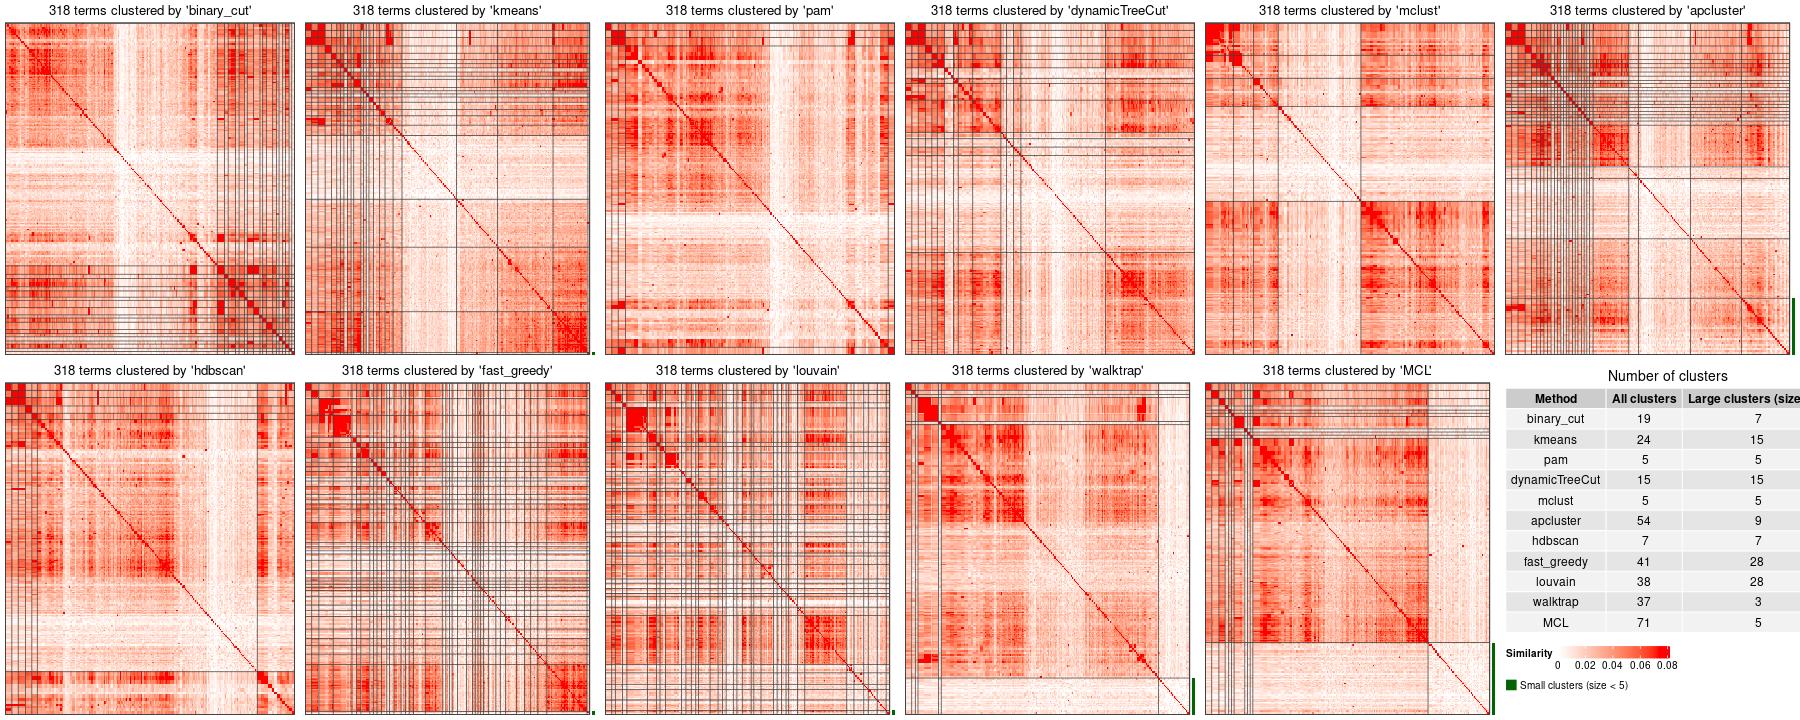 318 terms clustered by 'binary_cut'
318 terms clustered by 'kmeans'
318 terms clustered by 'pam'
318 terms clustered by 'dynamicTreeCut'
318 terms clustered by 'mclust'
318 terms clustered by 'apcluster'
318 terms clustered by 'hdbscan'
318 terms clustered by 'fast_greedy'
318 terms clustered by 'louvain'
318 terms clustered by 'walktrap'
318 terms clustered by 'MCL'
Number of clusters
Method All clusters Large clusters (size
binary_cut 19 7
kmeans 24 15
pam 5 5
dynamicTreeCut 15 15
mclust 5 5
apcluster 54 9
hdbscan 7 7
fast_greedy 41 28
louvain 38 28
walktrap 37 3
MCL 71 5
Similarity
0 0.02 0.04 0.06 0.08
Small clusters (size < 5)